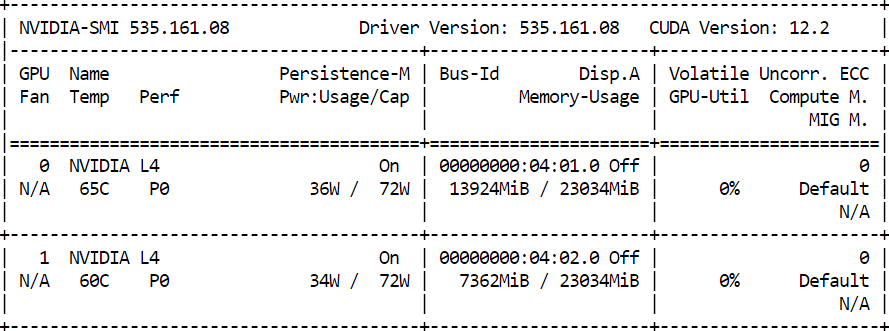 +-----------------------------------------------------------------------------------------+
| NVIDIA-SMI 535.161.08             Driver Version: 535.161.08   CUDA Version: 12.2     |
|-----------------------------------------+----------------------+----------------------+
| GPU  Name                 Persistence-M | Bus-Id        Disp.A | Volatile Uncorr. ECC |
| Fan  Temp   Perf          Pwr:Usage/Cap |         Memory-Usage | GPU-Util  Compute M. |
|                                         |                      |               MIG M. |
|=========================================+======================+======================|
|   0  NVIDIA L4                      On  | 00000000:04:01.0 Off |                    0 |
| N/A   65C    P0              36W /  72W |  13924MiB / 23034MiB |      0%      Default |
|                                         |                      |                  N/A |
+-----------------------------------------+----------------------+----------------------+
|   1  NVIDIA L4                      On  | 00000000:04:02.0 Off |                    0 |
| N/A   60C    P0              34W /  72W |   7362MiB / 23034MiB |      0%      Default |
|                                         |                      |                  N/A |
+-----------------------------------------+----------------------+----------------------+